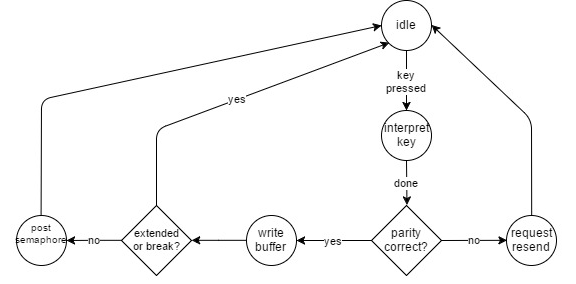 idle
key
pressed
interpret
key
done
yes
post
semaphore
no
extended
or break?
write
buffer
yes
parity
correct?
no
request
resend